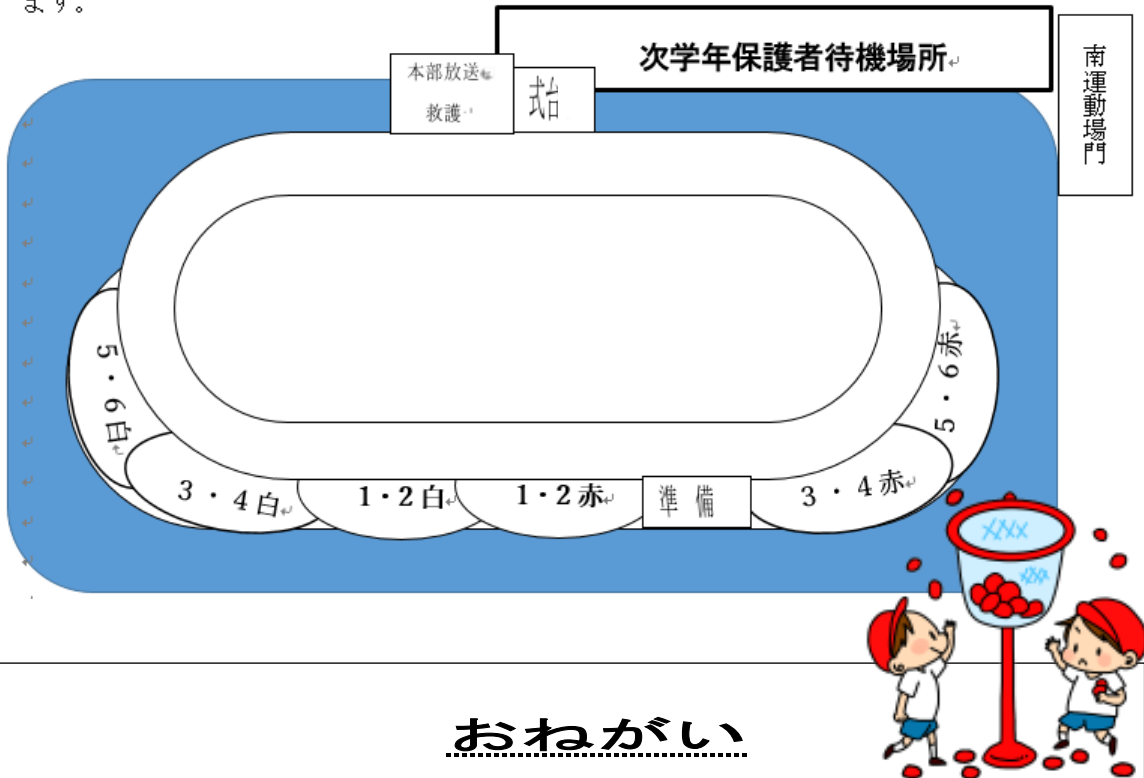 ます。
次学年保護者待機場所
南運動場門
本部放送
救護
式台
5・6白
5・6赤
3・4白
1・2白
1・2赤
準備
3・4赤
おねがい